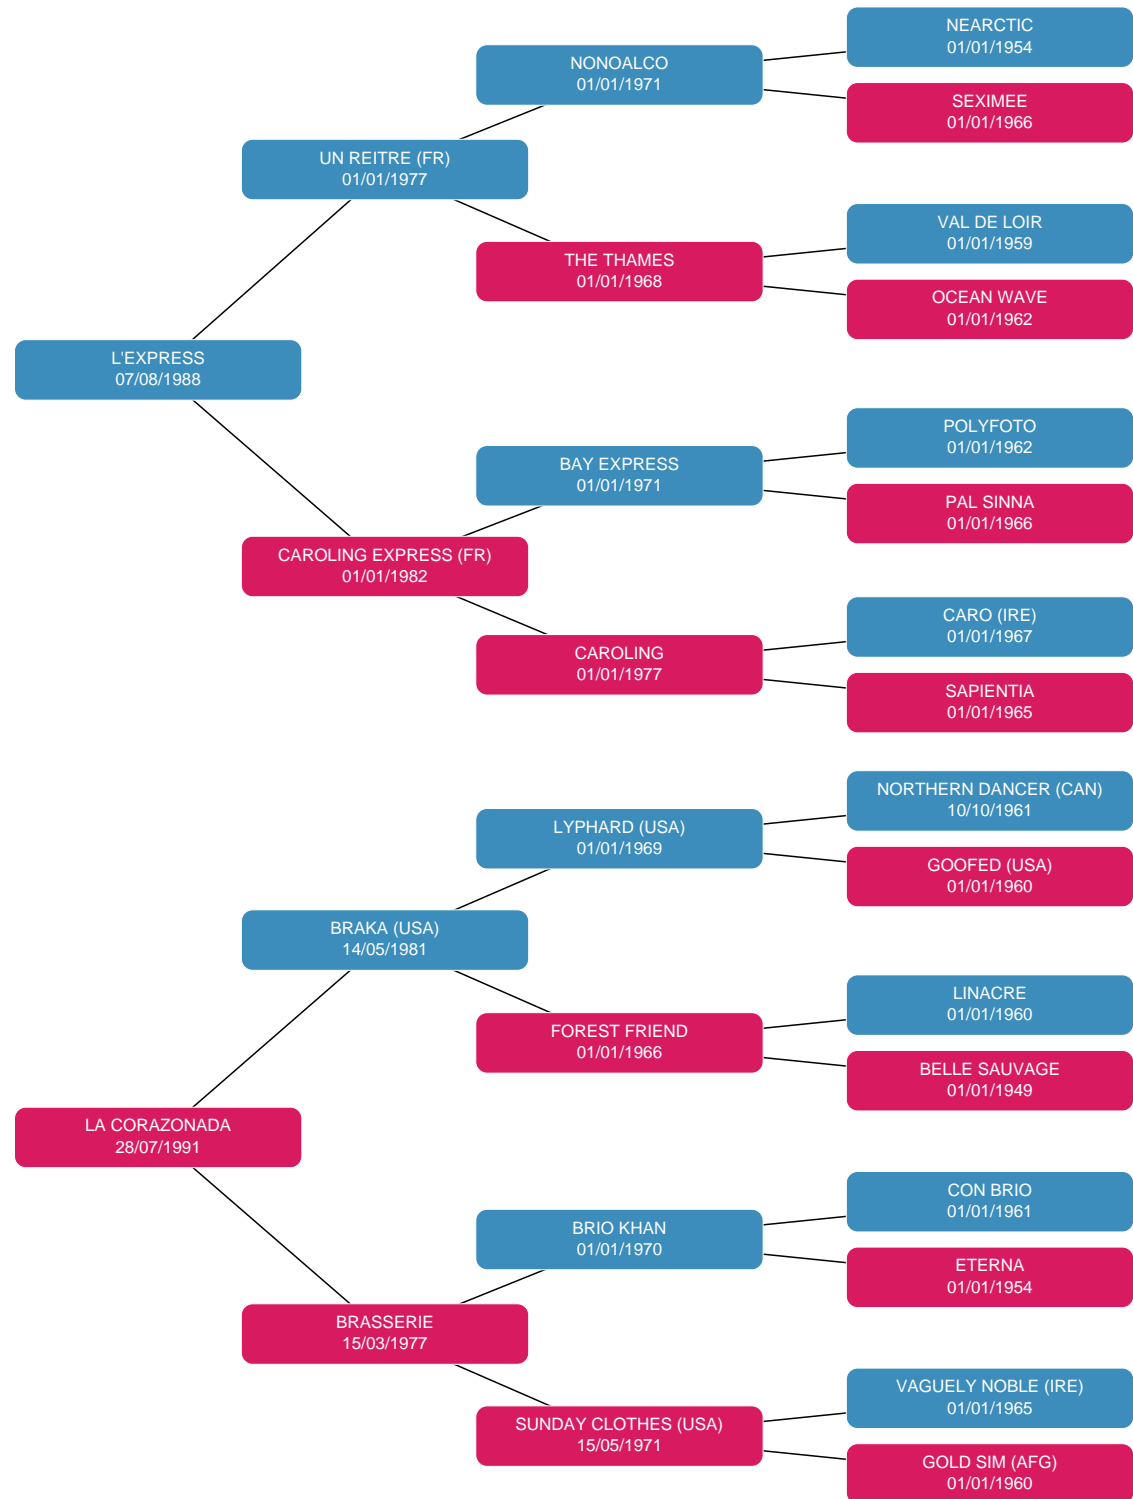 NEARCTIC
01/01/1954
NONOALCO
01/01/1971
SEXIMEE
01/01/1966
UN REITRE (FR)
01/01/1977
VAL DE LOIR
01/01/1959
THE THAMES
01/01/1968
OCEAN WAVE
01/01/1962
L'EXPRESS
07/08/1988
POLYFOTO
01/01/1962
BAY EXPRESS
01/01/1971
PAL SINNA
01/01/1966
CAROLING EXPRESS (FR)
01/01/1982
CARO (IRE)
01/01/1967
CAROLING
01/01/1977
SAPIENTIA
01/01/1965
NORTHERN DANCER (CAN)
10/10/1961
LYPHARD (USA)
01/01/1969
GOOFED (USA)
01/01/1960
BRAKA (USA)
14/05/1981
LINACRE
01/01/1960
FOREST FRIEND
01/01/1966
BELLE SAUVAGE
01/01/1949
LA CORAZONADA
28/07/1991
CON BRIO
01/01/1961
BRIO KHAN
01/01/1970
ETERNA
01/01/1954
BRASSERIE
15/03/1977
VAGUELY NOBLE (IRE)
01/01/1965
SUNDAY CLOTHES (USA)
15/05/1971
GOLD SIM (AFG)
01/01/1960